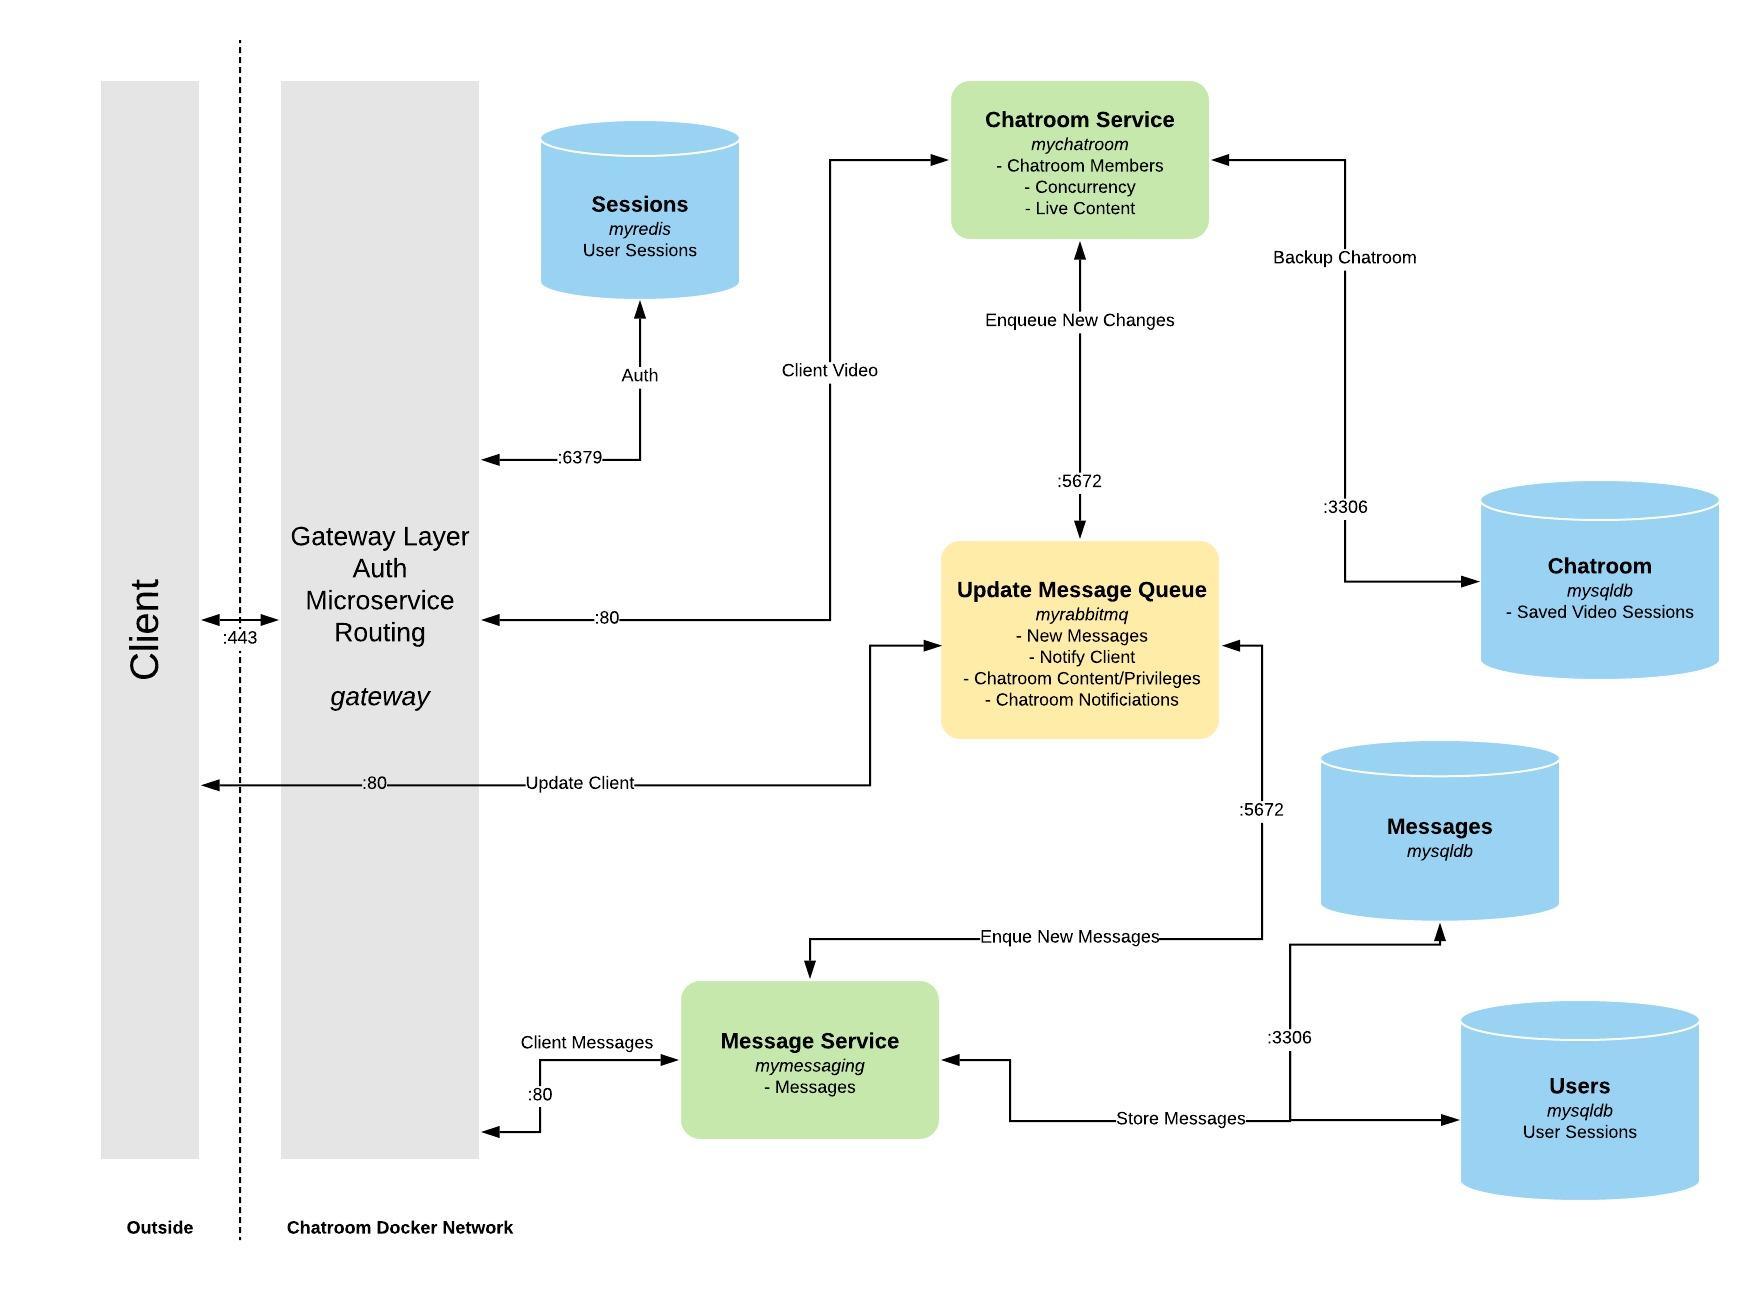 Client
:443
Gateway Layer
Auth
Microservice
Routing
gateway
Sessions
myredis
User Sessions
Auth
:6379
Client Video
:80
Chatroom Service
mychatroom
- Chatroom Members
- Concurrency
- Live Content
Enqueue New Changes
:5672
Backup Chatroom
:3306
Chatroom
mysqldb
- Saved Video Sessions
Update Message Queue
myrabbitmq
- New Messages
- Notify Client
- Chatroom Content/Privileges
- Chatroom Notificiations
:80
Update Client
:5672
Enque New Messages
Messages
mysqldb
Client Messages
:80
Message Service
mymessaging
- Messages
Store Messages
:3306
Users
mysqldb
User Sessions
Outside
Chatroom Docker Network